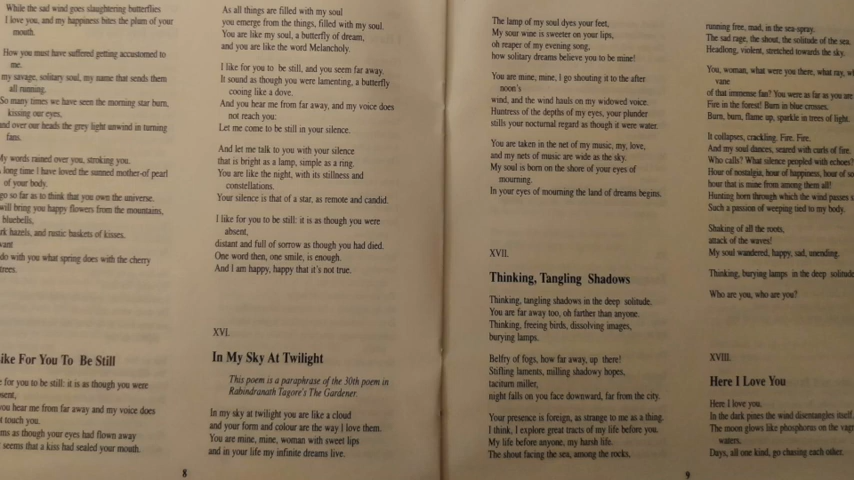 While the sad wind goes slaughtering butterflies
I love you, and my happiness bites the plum of your
mouth.
How you must have suffered getting accustomed to
me,
my savage, solitary soul, my name that sends them
all running.
So many times we have seen the morning star burn,
kissing our eyes,
and over our heads the grey light unwind in turning
fans.
My words rained over you, stroking you.
long time I have loved the sunned mother-of-pearl
of your body.
go so far as to think that you own the universe.
will bring you happy flowers from the mountains,
bluebells,
hazels, and rustic baskets of kisses.
want
do with you what spring does with the cherry
trees.
ike For You To Be Still
for you to be still: it is as though you were
sent,
you hear me from far away and my voice does
t touch you.
ms as though your eyes had flown away
seems that a kiss had sealed your mouth.
As all things are filled with my soul
you emerge from the things, filled with my soul.
You are like my soul, a butterfly of dream,
and you are like the word Melancholy.
I like for you to be still, and you seem far away.
It sound as though you were lamenting, a butterfly
cooing like a dove.
And you hear me from far away, and my voice does
not reach you:
Let me come to be still in your silence.
And let me talk to you with your silence
that is bright as a lamp, simple as a ring.
You are like the night, with its stillness and
constellations.
Your silence is that of a star, as remote and candid.
I like for you to be still: it is as though you were
absent,
distant and full of sorrow as though you had died.
One word then, one smile, is enough.
And I am happy, happy that it's not true.
XVI.
In My Sky At Twilight
This poem is a paraphrase of the 30th poem in
Rabindranath Tagore's The Gardener.
In my sky at twilight you are like a cloud
and your form and colour are the way I love them.
You are mine, mine, woman with sweet lips
and in your life my infinite dreams live.
8
The lamp of my soul dyes your feet,
My sour wine is sweeter on your lips,
oh reaper of my evening song,
how solitary dreams believe you to be mine!
You are mine, mine, I go shouting it to the after
noon's
wind, and the wind hauls on my widowed voice.
Huntress of the depths of my eyes, your plunder
stills your nocturnal regard as though it were water.
You are taken in the net of my music, my, love,
and my nets of music are wide as the sky.
My soul is born on the shore of your eyes of
mourning.
In your eyes of mourning the land of dreams begins.
XVII.
Thinking, Tangling Shadows
Thinking, tangling shadows in the deep solitude.
You are far away too, oh farther than anyone.
Thinking, freeing birds, dissolving images,
burying lamps.
Belfry of fogs, how far away, up there!
Stifling laments, milling shadowy hopes,
taciturn miller,
night falls on you face downward, far from the city.
Your presence is foreign, as strange to me as a thing.
I think, I explore great tracts of my life before you.
My life before anyone, my harsh life.
The shout facing the sea, among the rocks,
running free, mad, in the sea-spray.
The sad rage, the shout, the solitude of the sea.
Headlong, violent, stretched towards the sky.
You, woman, what were you there, what ray, wh
vane
of that immense fan? You were as far as you are
Fire in the forest! Burn in blue crosses.
Burn, burn, flame up, sparkle in trees of light.
It collapses, crackling. Fire. Fire.
And my soul dances, seared with curls of fire.
Who calls? What silence peopled with echoes?
Hour of nostalgia, hour of happiness, hour of so
hour that is mine from among them all!
Hunting horn through which the wind passes s
Such a passion of weeping tied to my body.
Shaking of all the roots,
attack of the waves!
My soul wandered, happy, sad, unending.
Thinking, burying lamps in the deep solitude
Who are you, who are you?
XVIII.
Here I Love You
Here I love you.
In the dark pines the wind disentangles itself.
The moon glows like phosphorus on the vagr
waters.
Days, all one kind, go chasing each other.
9